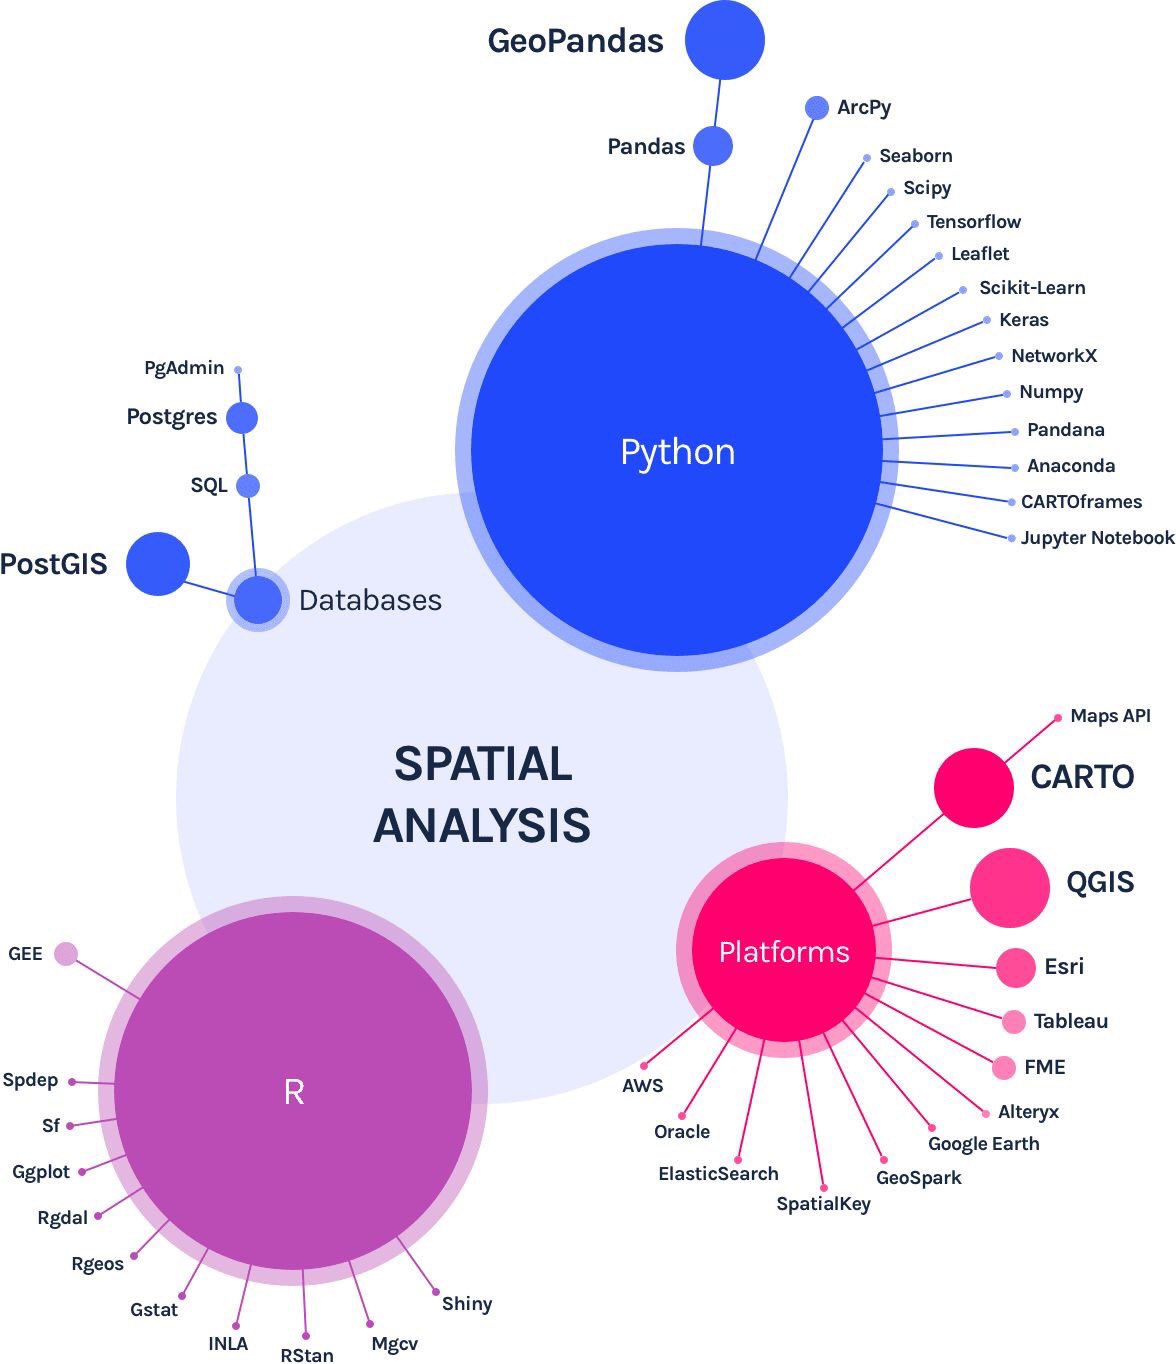 GeoPandas
Pandas
ArcPy
Seaborn
Scipy
Tensorflow
Leaflet
Scikit-Learn
Keras
NetworkX
Numpy
Pandana
Anaconda
CARTOframes
Jupyter Notebook
Python
PgAdmin
Postgres
SQL
PostGIS
Databases
SPATIAL
ANALYSIS
Maps API
CARTO
QGIS
Esri
Tableau
FME
Alteryx
Google Earth
GeoSpark
SpatialKey
ElasticSearch
Oracle
AWS
Platforms
GEE
Spdep
Sf
Ggplot
Rgdal
Rgeos
Gstat
INLA
RStan
Mgcv
Shiny
R